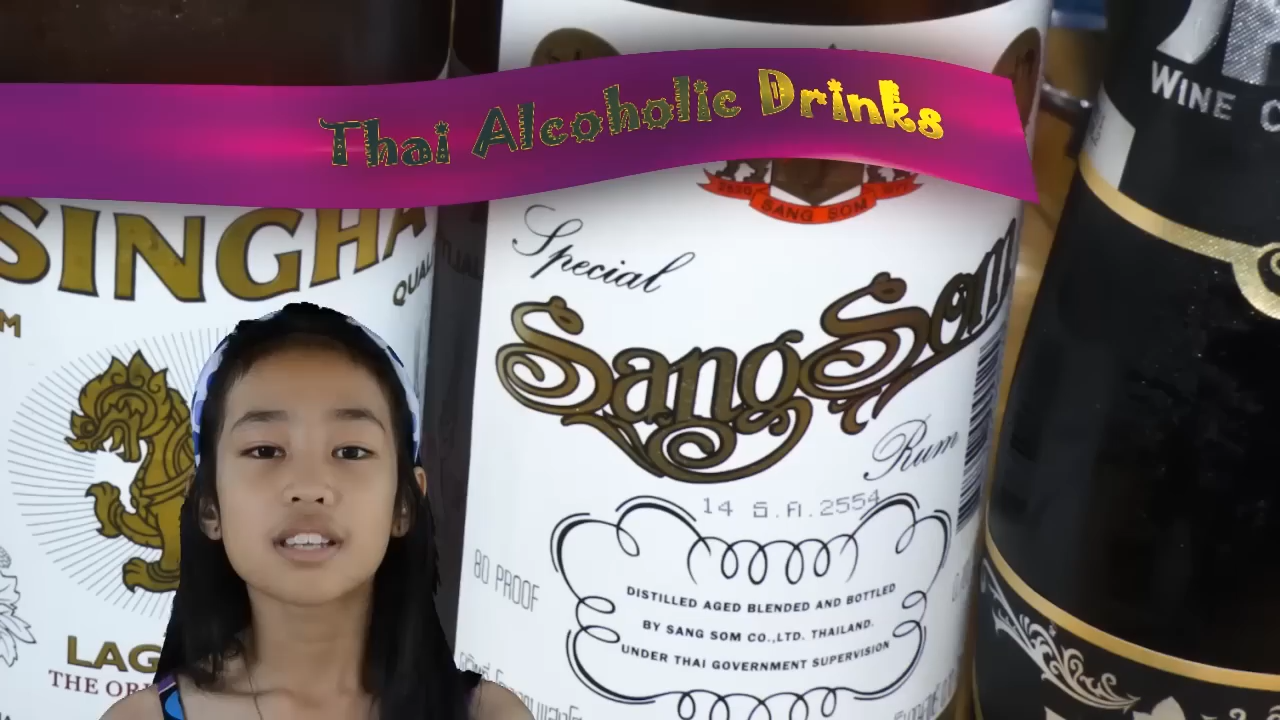 Thai Alcoholic Drinks
WINE C
SANG SOM
SINGHA
QUAL
Special
SangSom
Rum
14 ธ.ค. 2554
80 PROOF
DISTILLED AGED BLENDED AND BOTTLED
BY SANG SOM CO.,LTD. THAILAND.
UNDER THAI GOVERNMENT SUPERVISION
LAG
THE OR